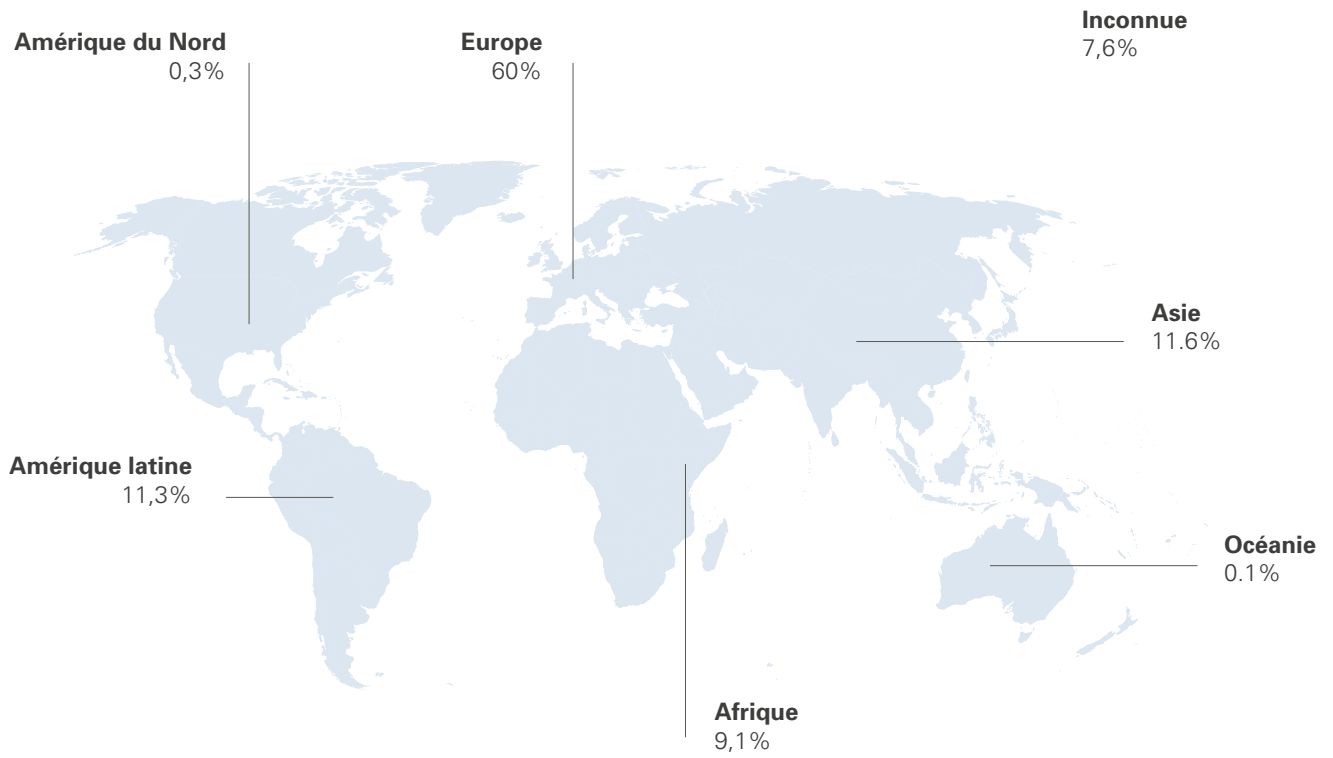 Amérique du Nord
0,3%
Europe
60%
Inconnue
7,6%
Asie
11.6%
Amérique latine
11,3%
Océanie
0.1%
Afrique
9,1%